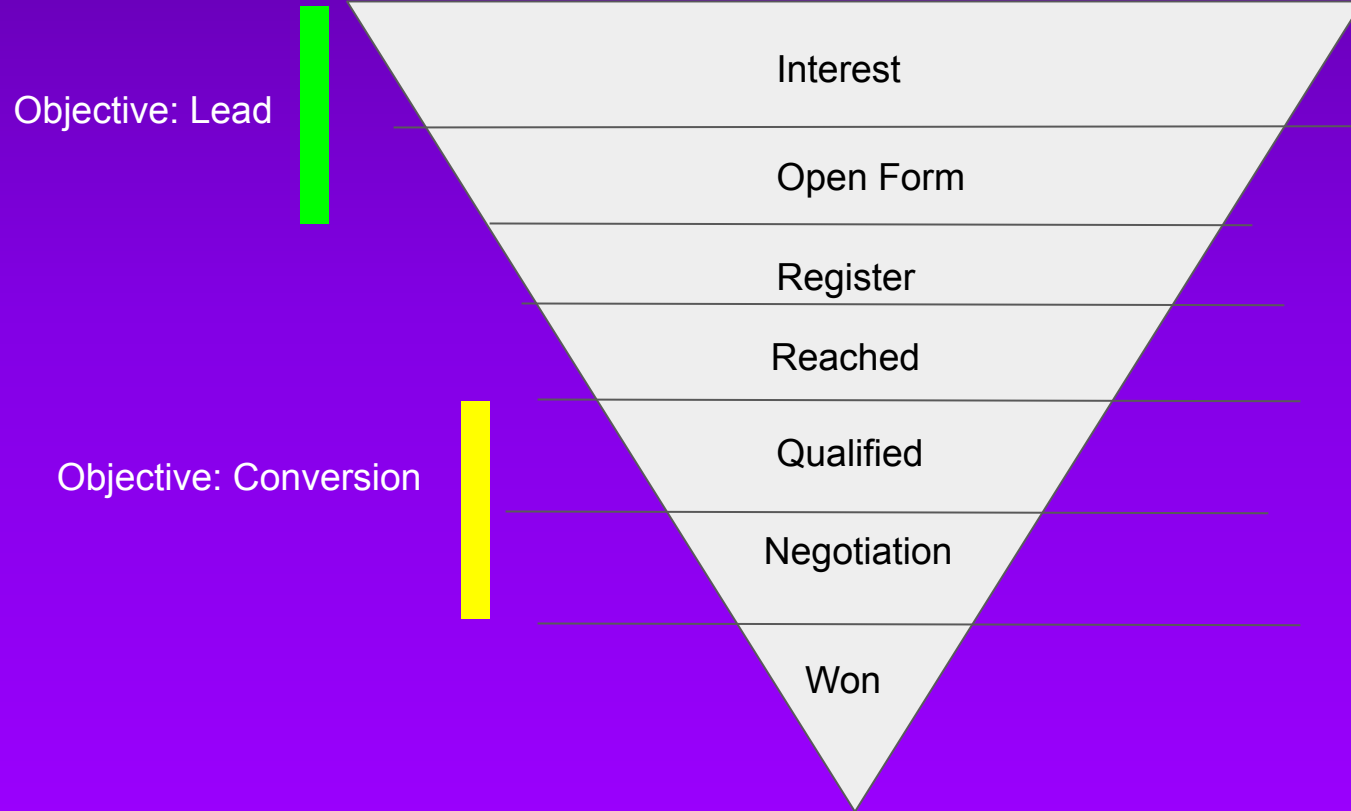 Interest
Objective: Lead
Open Form
Register
Reached
Qualified
Objective: Conversion
Negotiation
Won